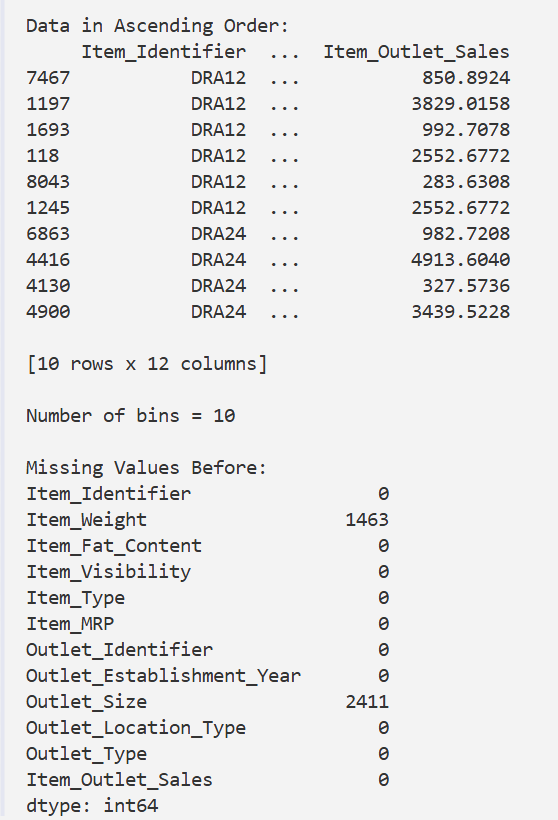 Data in Ascending Order:
     Item_Identifier  ...  Item_Outlet_Sales
7467           DRA12  ...           850.8924
1197           DRA12  ...          3829.0158
1693           DRA12  ...           992.7078
118            DRA12  ...          2552.6772
8043           DRA12  ...           283.6308
1245           DRA12  ...          2552.6772
6863           DRA24  ...           982.7208
4416           DRA24  ...          4913.6040
4130           DRA24  ...           327.5736
4900           DRA24  ...          3439.5228
[10 rows x 12 columns]
Number of bins = 10
Missing Values Before:
Item_Identifier                 0
Item_Weight                  1463
Item_Fat_Content                0
Item_Visibility                 0
Item_Type                       0
Item_MRP                        0
Outlet_Identifier               0
Outlet_Establishment_Year       0
Outlet_Size                  2411
Outlet_Location_Type            0
Outlet_Type                     0
Item_Outlet_Sales               0
dtype: int64